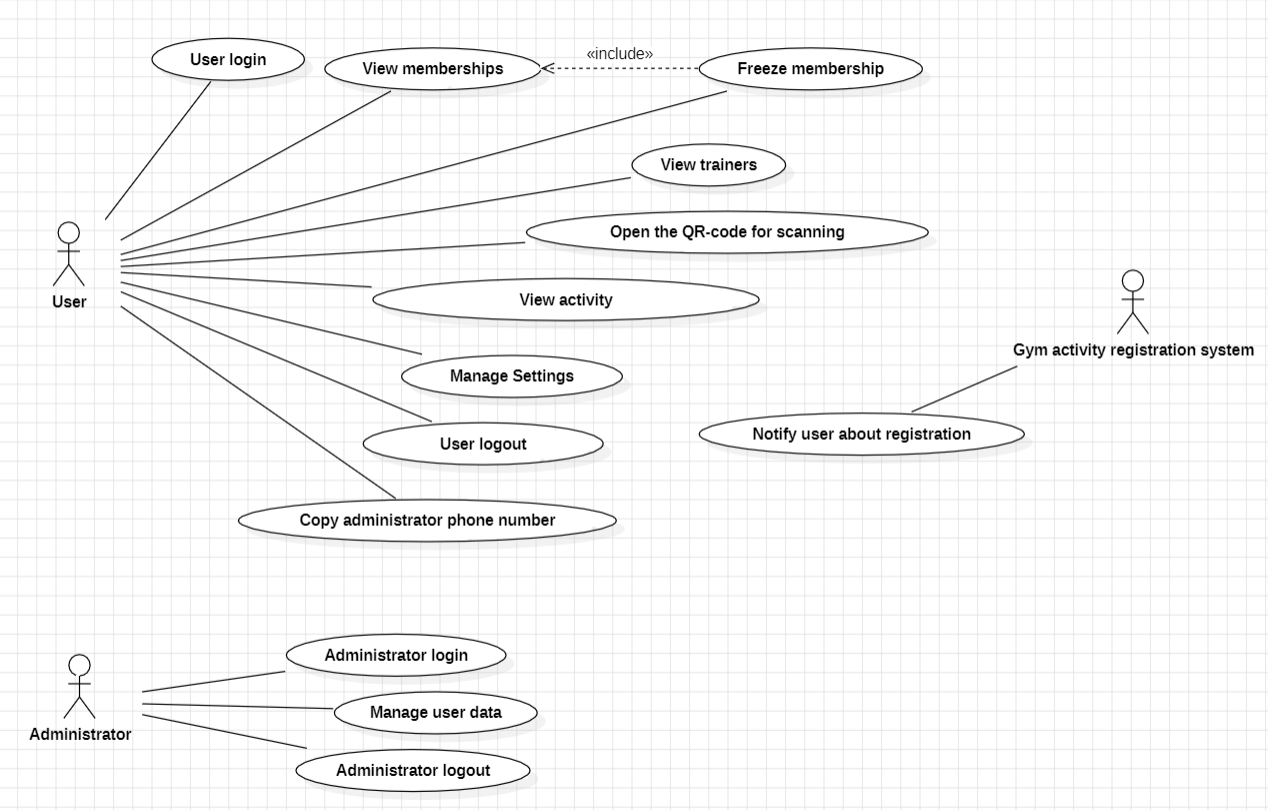 User login
View memberships
«include»
Freeze membership
View trainers
Open the QR-code for scanning
User
View activity
Gym activity registration system
Manage Settings
User logout
Notify user about registration
Copy administrator phone number
Administrator login
Manage user data
Administrator
Administrator logout